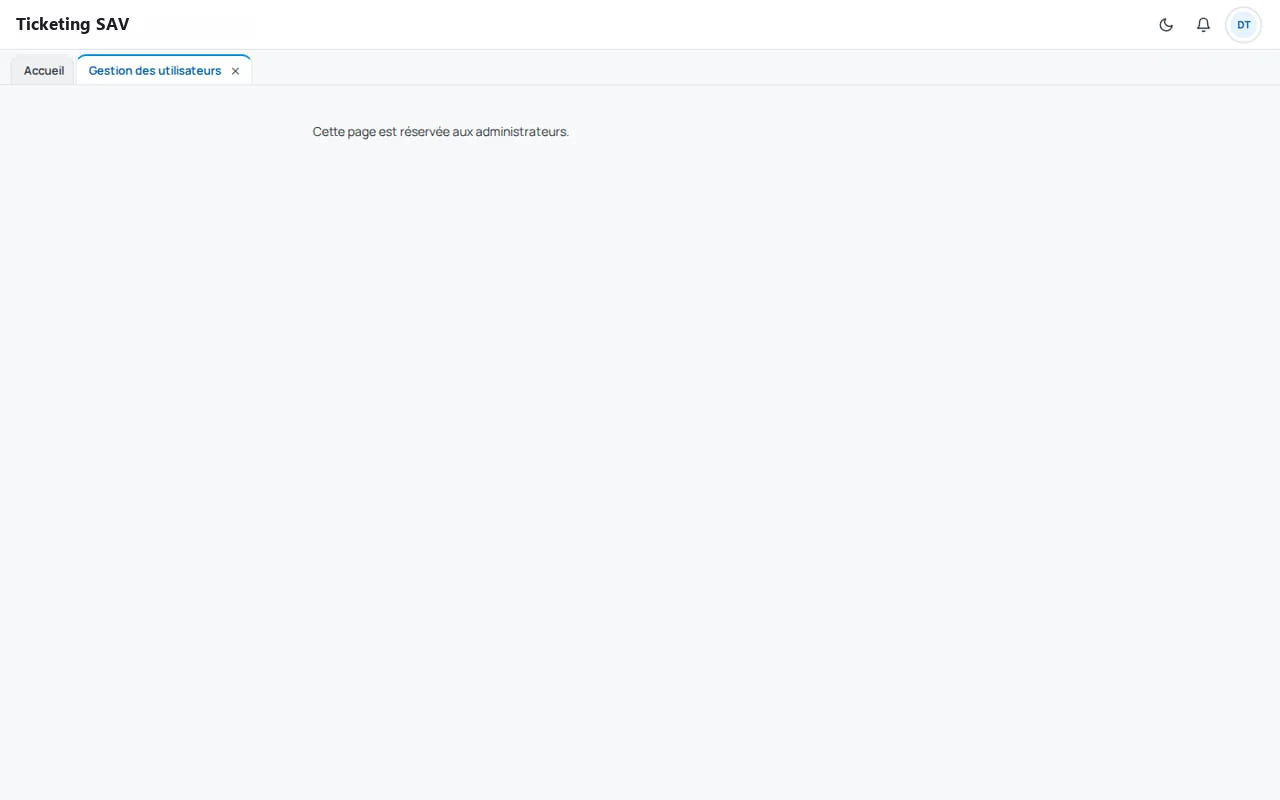 Ticketing SAV
DT
Accueil
Gestion des utilisateurs
Cette page est réservée aux administrateurs.